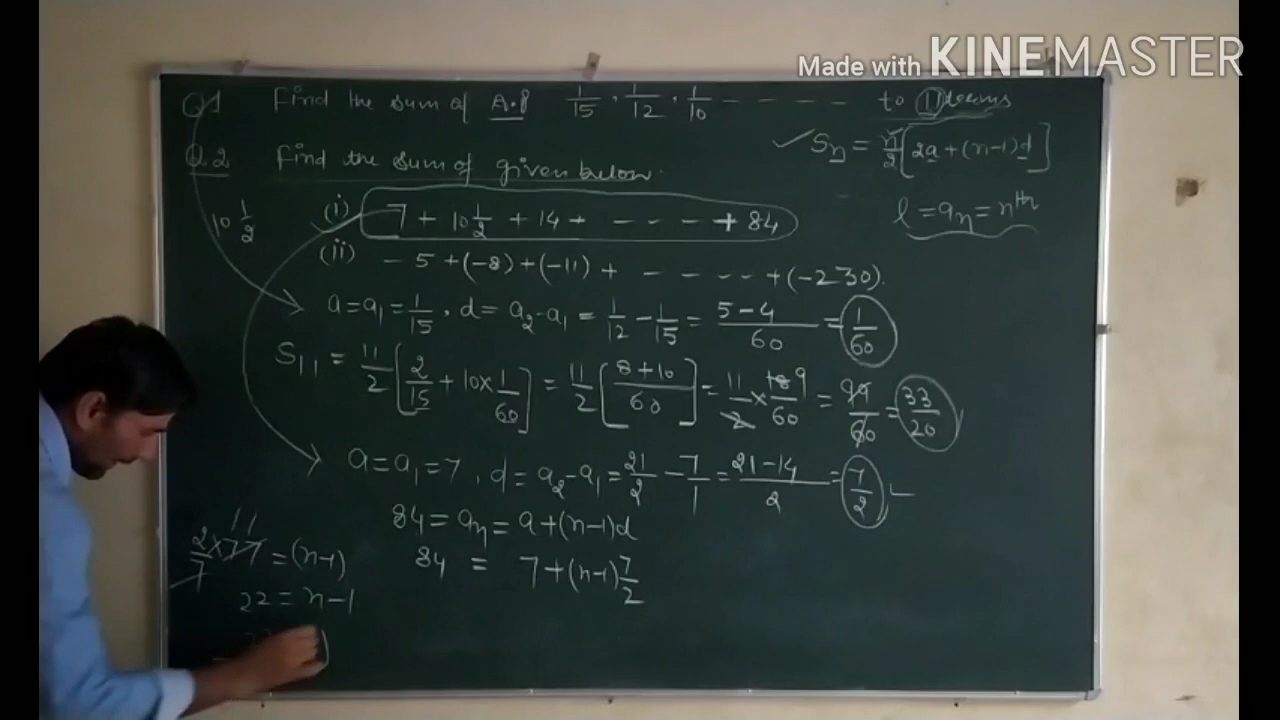 Made with KINEMASTER
Q1 Find the sum of A.P 1/15, 1/12, 1/10 - - - - - to 11 terms
Sn = n/2 [2a + (n-1)d]
Q.2 Find the sum of given below.
l = an = nth
10 1/2 (i) 7 + 10 1/2 + 14 + - - - - + 84
(ii) - 5 + (-8) + (-11) + - - - - + (-230).
a = a1 = 1/15, d = a2 - a1 = 1/12 - 1/15 = 5-4/60 = 1/60
S11 = 11/2 [2/15 + 10 × 1/60] = 11/2 [8+10/60] = 11/2 × 18 9/60 = 99/60 = 33/20
a = a1 = 7, d = a2 - a1 = 21/2 - 7/1 = 21-14/2 = 7/2
84 = an = a + (n-1)d
84 = 7 + (n-1) 7/2
2/7 × 77 11 = (n-1)
22 = n-1